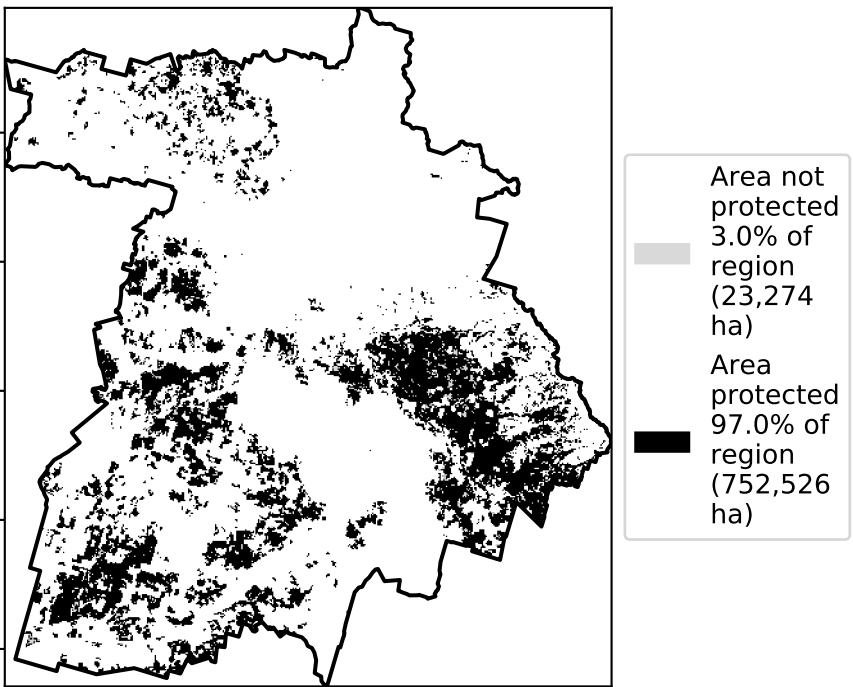 Area not
protected
3.0% of
region
(23,274
ha)
Area
protected
97.0% of
region
(752,526
ha)